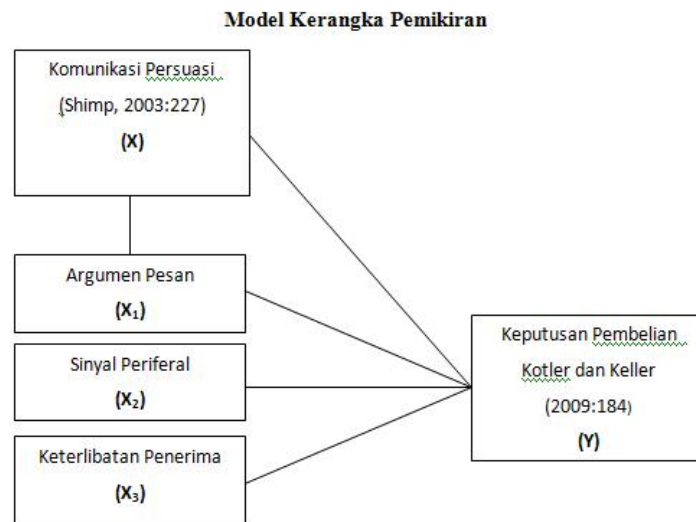 Model Kerangka Pemikiran
Komunikasi Persuasi
(Shimp, 2003:227)
(X)
Argumen Pesan
(X₁)
Sinyal Periferal
(X₂)
Keterlibatan Penerima
(X₃)
Keputusan Pembelian
Kotler dan Keller
(2009:184)
(Y)